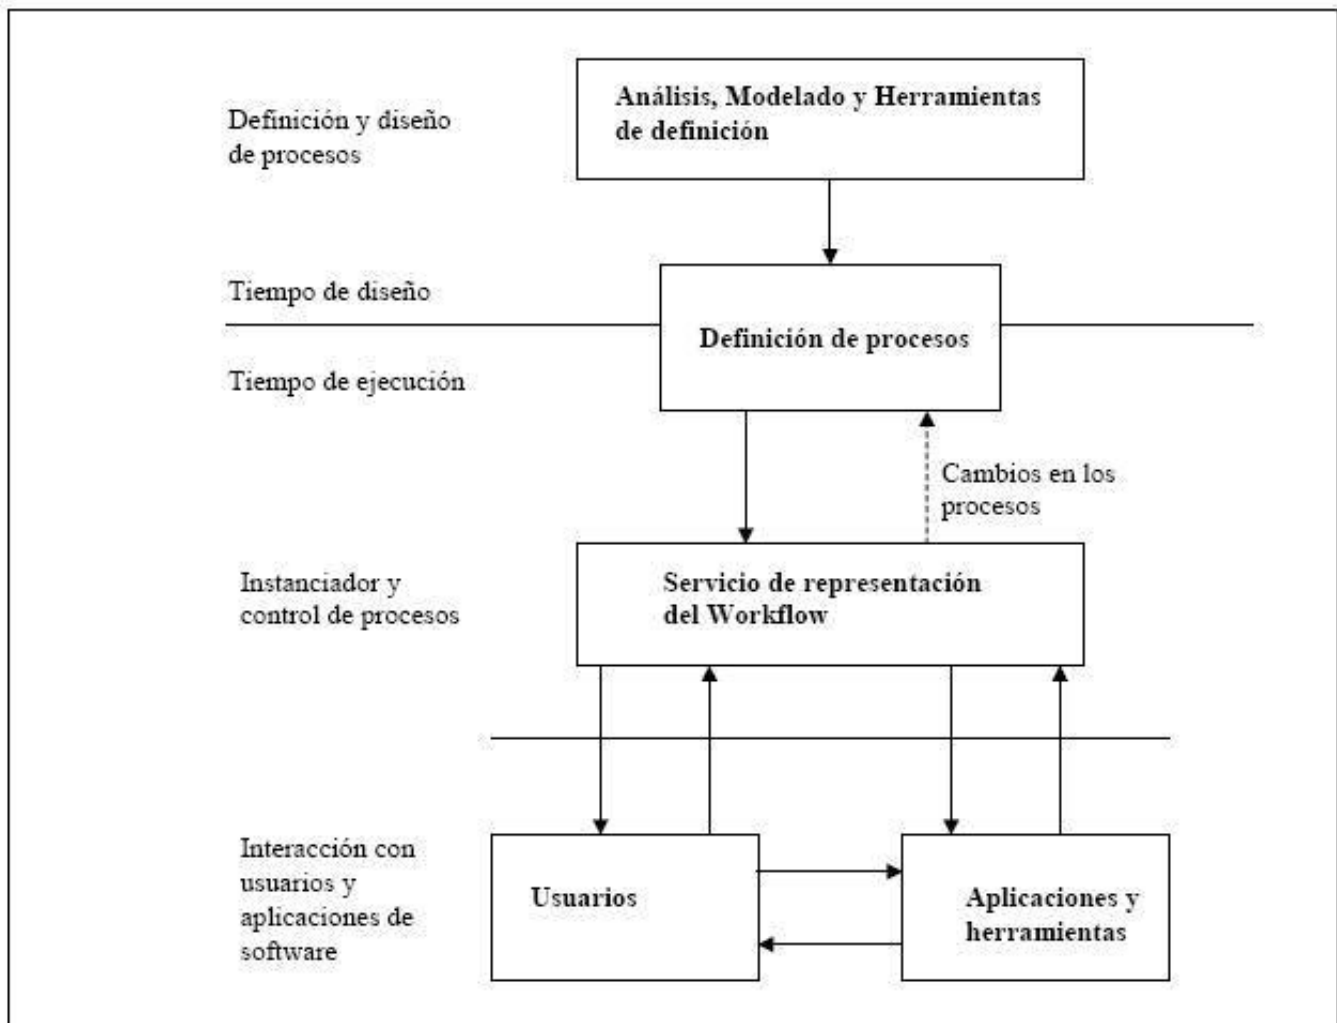 Análisis, Modelado y Herramientas
de definición
Definición y diseño
de procesos
Tiempo de diseño
Definición de procesos
Tiempo de ejecución
Cambios en los
procesos
Instanciador y
control de procesos
Servicio de representación
del Workflow
Interacción con
usuarios y
aplicaciones de
software
Usuarios
Aplicaciones y
herramientas